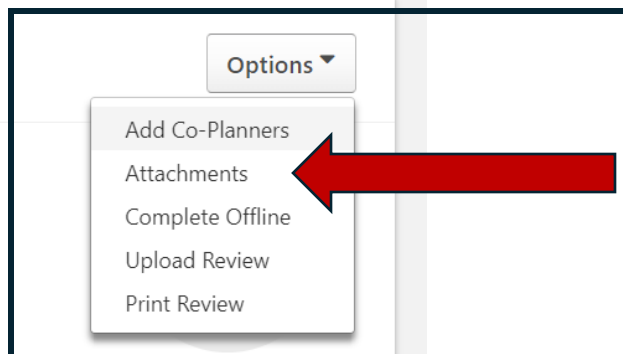 Options
Add Co-Planners
Attachments
Complete Offline
Upload Review
Print Review